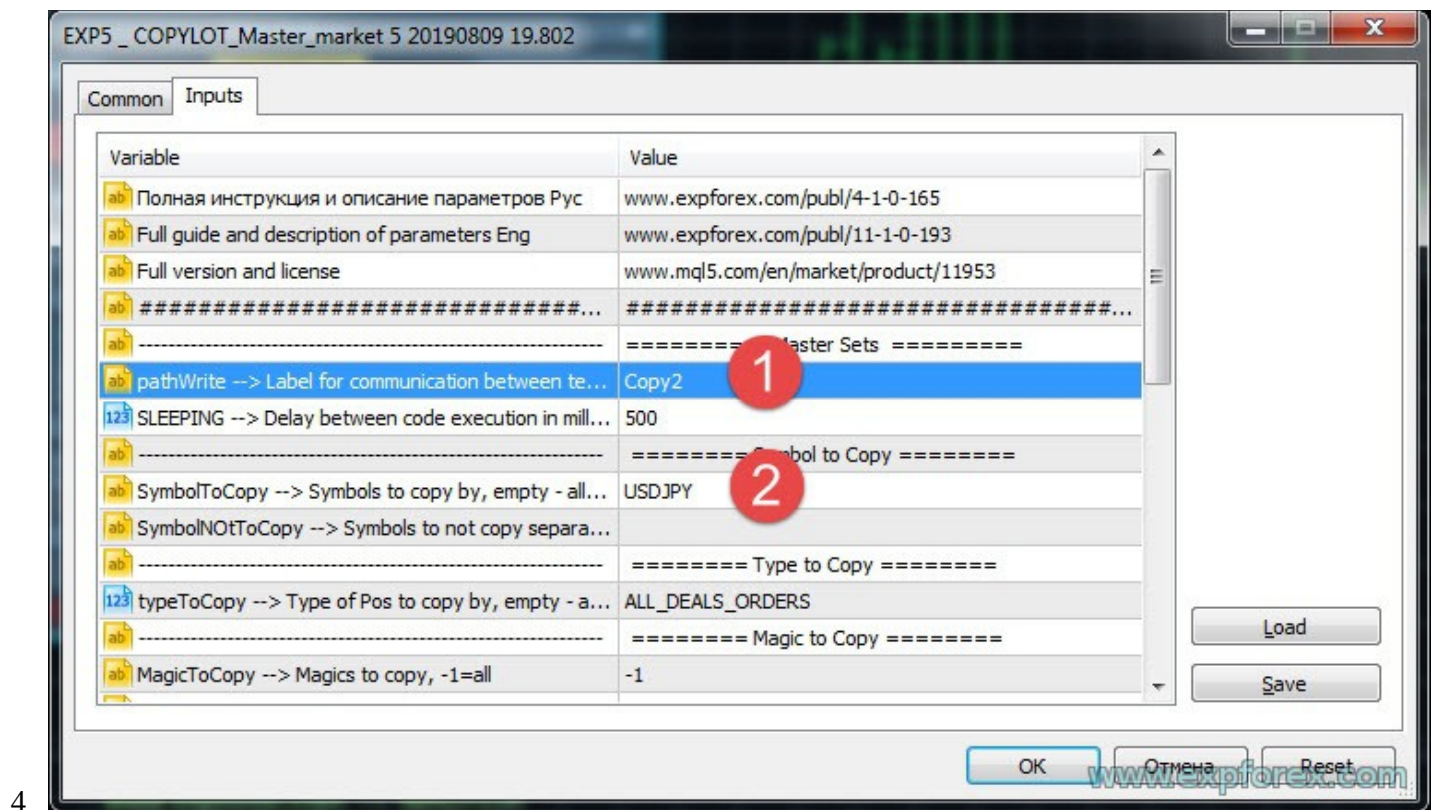 EXP5 _ COPYLOT_Master_market 5 20190809 19.802
Common Inputs
Variable Value
Полная инструкция и описание параметров Рус www.expforex.com/publ/4-1-0-165
Full guide and description of parameters Eng www.expforex.com/publ/11-1-0-193
Full version and license www.mql5.com/en/market/product/11953
##############################... ##################################...
---------------------------------------------------------------- ========= aster Sets =========
1
pathWrite --> Label for communication between te... Copy2
SLEEPING --> Delay between code execution in mill... 500
---------------------------------------------------------------- ======== bol to Copy ========
2
SymbolToCopy --> Symbols to copy by, empty - all... USDJPY
SymbolNOtToCopy --> Symbols to not copy separa...
---------------------------------------------------------------- ======== Type to Copy ========
typeToCopy --> Type of Pos to copy by, empty - a... ALL_DEALS_ORDERS
---------------------------------------------------------------- ======== Magic to Copy ========
MagicToCopy --> Magics to copy, -1=all -1
Load
Save
OK Отмена Reset
www.expforex.com
4